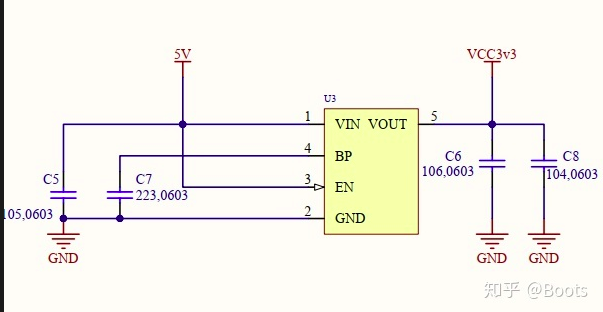 5V
VCC3v3
U3
1
VIN
VOUT
5
4
BP
3
EN
2
GND
C5
105,0603
C7
223,0603
C6
106,0603
C8
104,0603
GND
GND
GND
知乎 @Boots